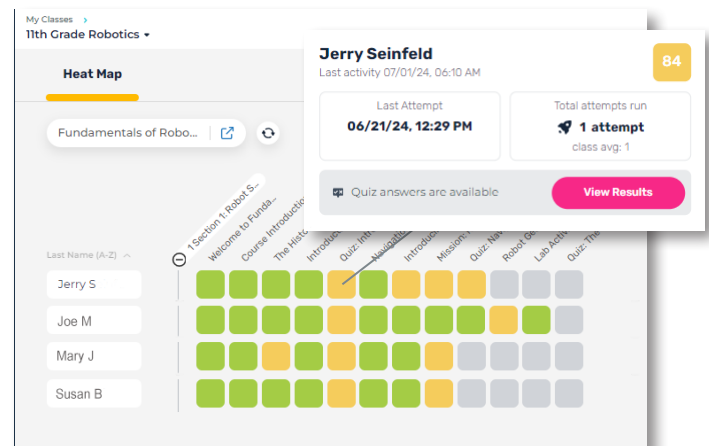 My Classes >
11th Grade Robotics
Heat Map
Fundamentals of Robo...
Jerry Seinfeld
Last activity 07/01/24, 06:10 AM
84
Last Attempt
06/21/24, 12:29 PM
Total attempts run
1 attempt
class avg: 1
Quiz answers are available
View Results
Last Name (A-Z)
1 Section 1: Robot S...
Welcome to Funda...
Course Introductio
The Histo
Introduc
Quiz: Intr
Navigation
Introduc
Mission: 
Quiz: Nav
Robot Ge
Lab Activ
Quiz: The
Jerry S
Joe M
Mary J
Susan B